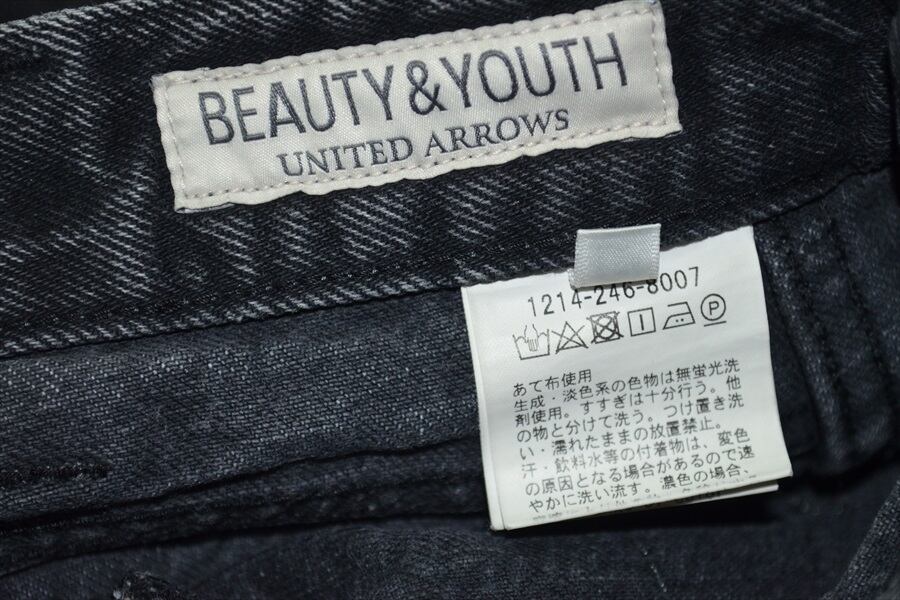 BEAUTY&YOUTH
UNITED ARROWS
1214-246-8007
あて布使用
生成・淡色系の色物は無蛍光洗
剤使用。すすぎは十分行う。他
の物と分けて洗う。つけ置き洗
い・濡れたままの放置禁止。
汗・飲料水等の付着物は、変色
の原因となる場合があるので速
やかに洗い流す。濃色の場合、